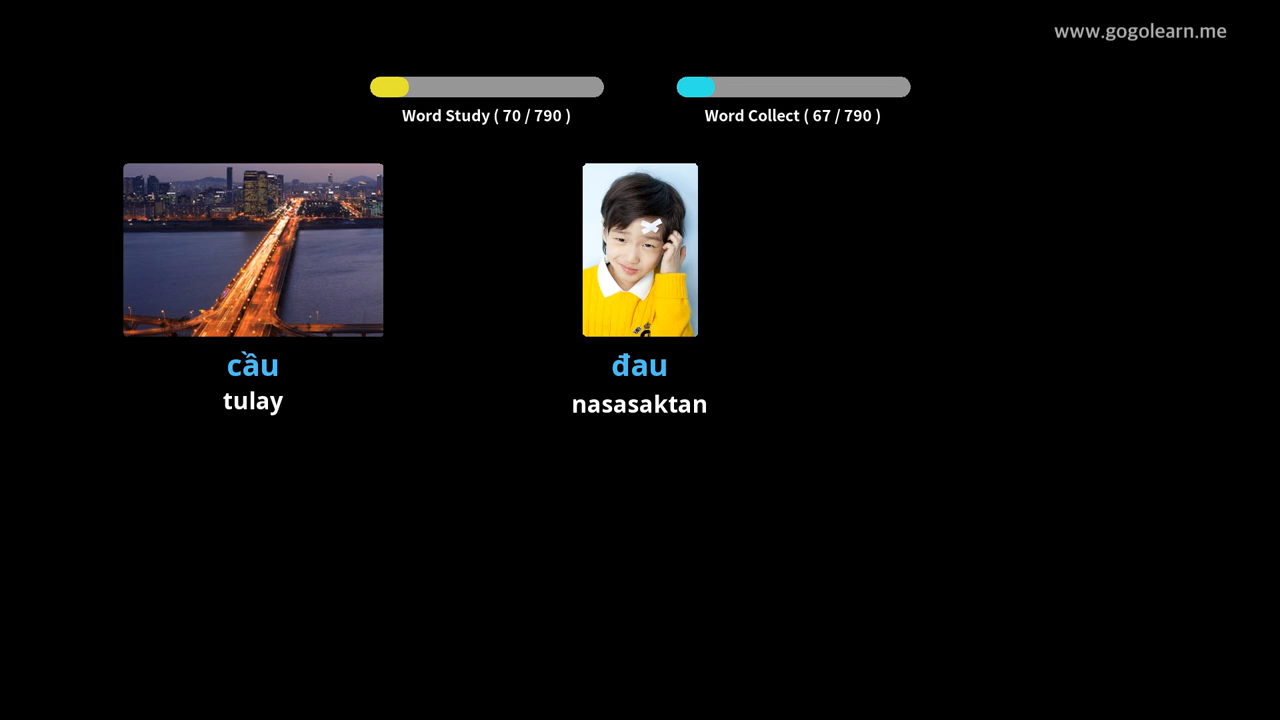 www.gogolearn.me
Word Study ( 70 / 790 )
Word Collect ( 67 / 790 )
cầu
tulay
đau
nasasaktan